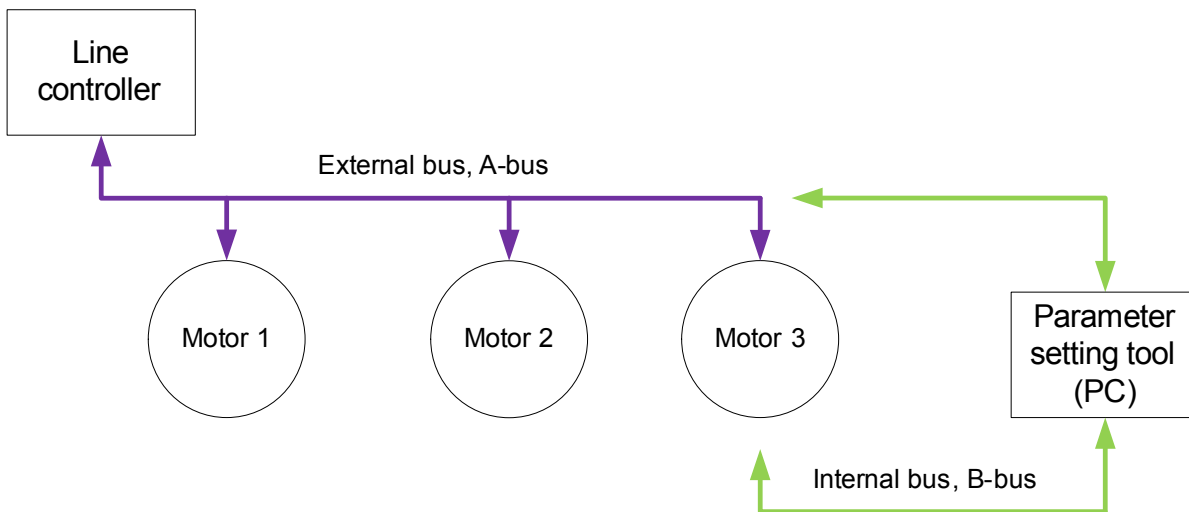 Line
controller
External bus, A-bus
Motor 1
Motor 2
Motor 3
Parameter
setting tool
(PC)
Internal bus, B-bus